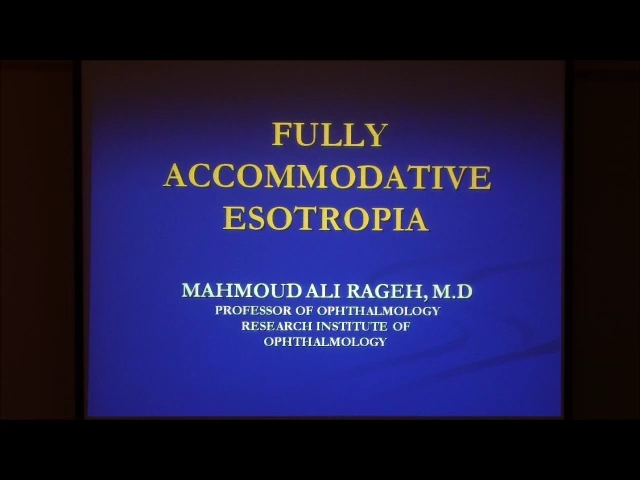 FULLY
ACCOMMODATIVE
ESOTROPIA
MAHMOUD ALI RAGEH, M.D
PROFESSOR OF OPHTHALMOLOGY
RESEARCH INSTITUTE OF
OPHTHALMOLOGY